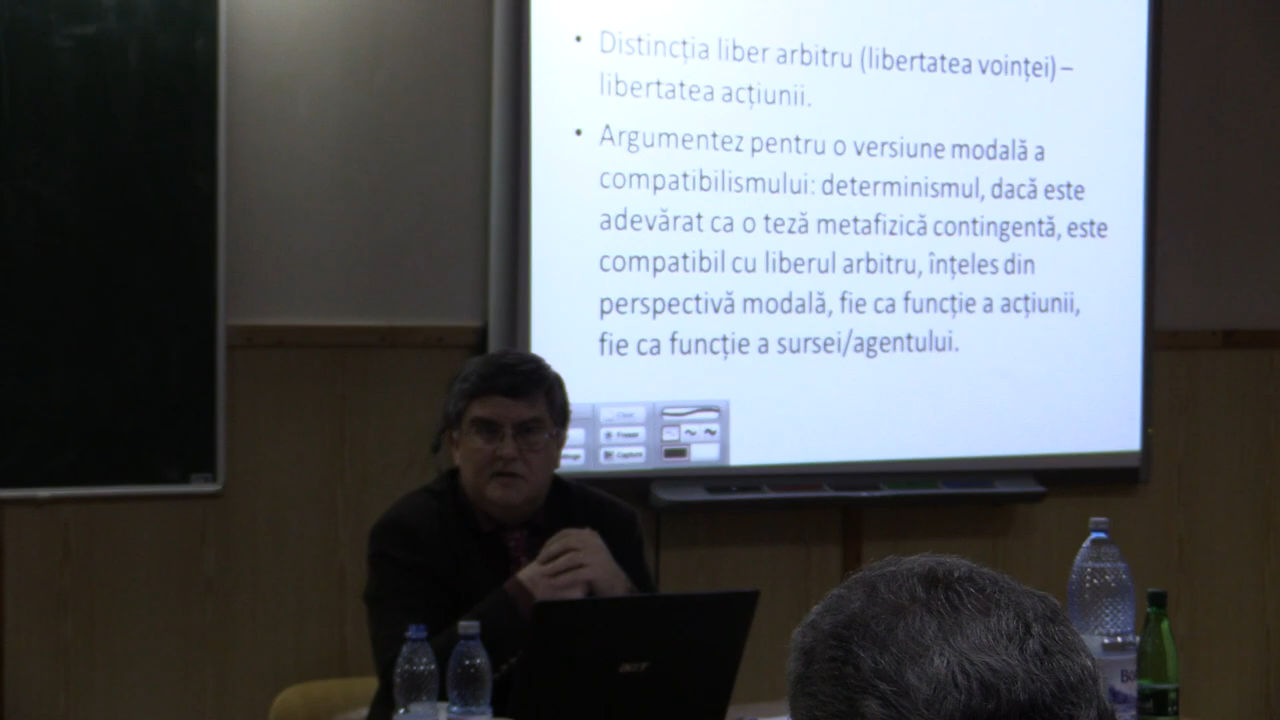 • Distincția liber arbitru (libertatea voinței) –
libertatea acțiunii.
• Argumentez pentru o versiune modală a
compatibilismului: determinismul, dacă este
adevărat ca o teză metafizică contingentă, este
compatibil cu liberul arbitru, înțeles din
perspectivă modală, fie ca funcție a acțiunii,
fie ca funcție a sursei/agentului.
Clear
Freeze
Capture
acer